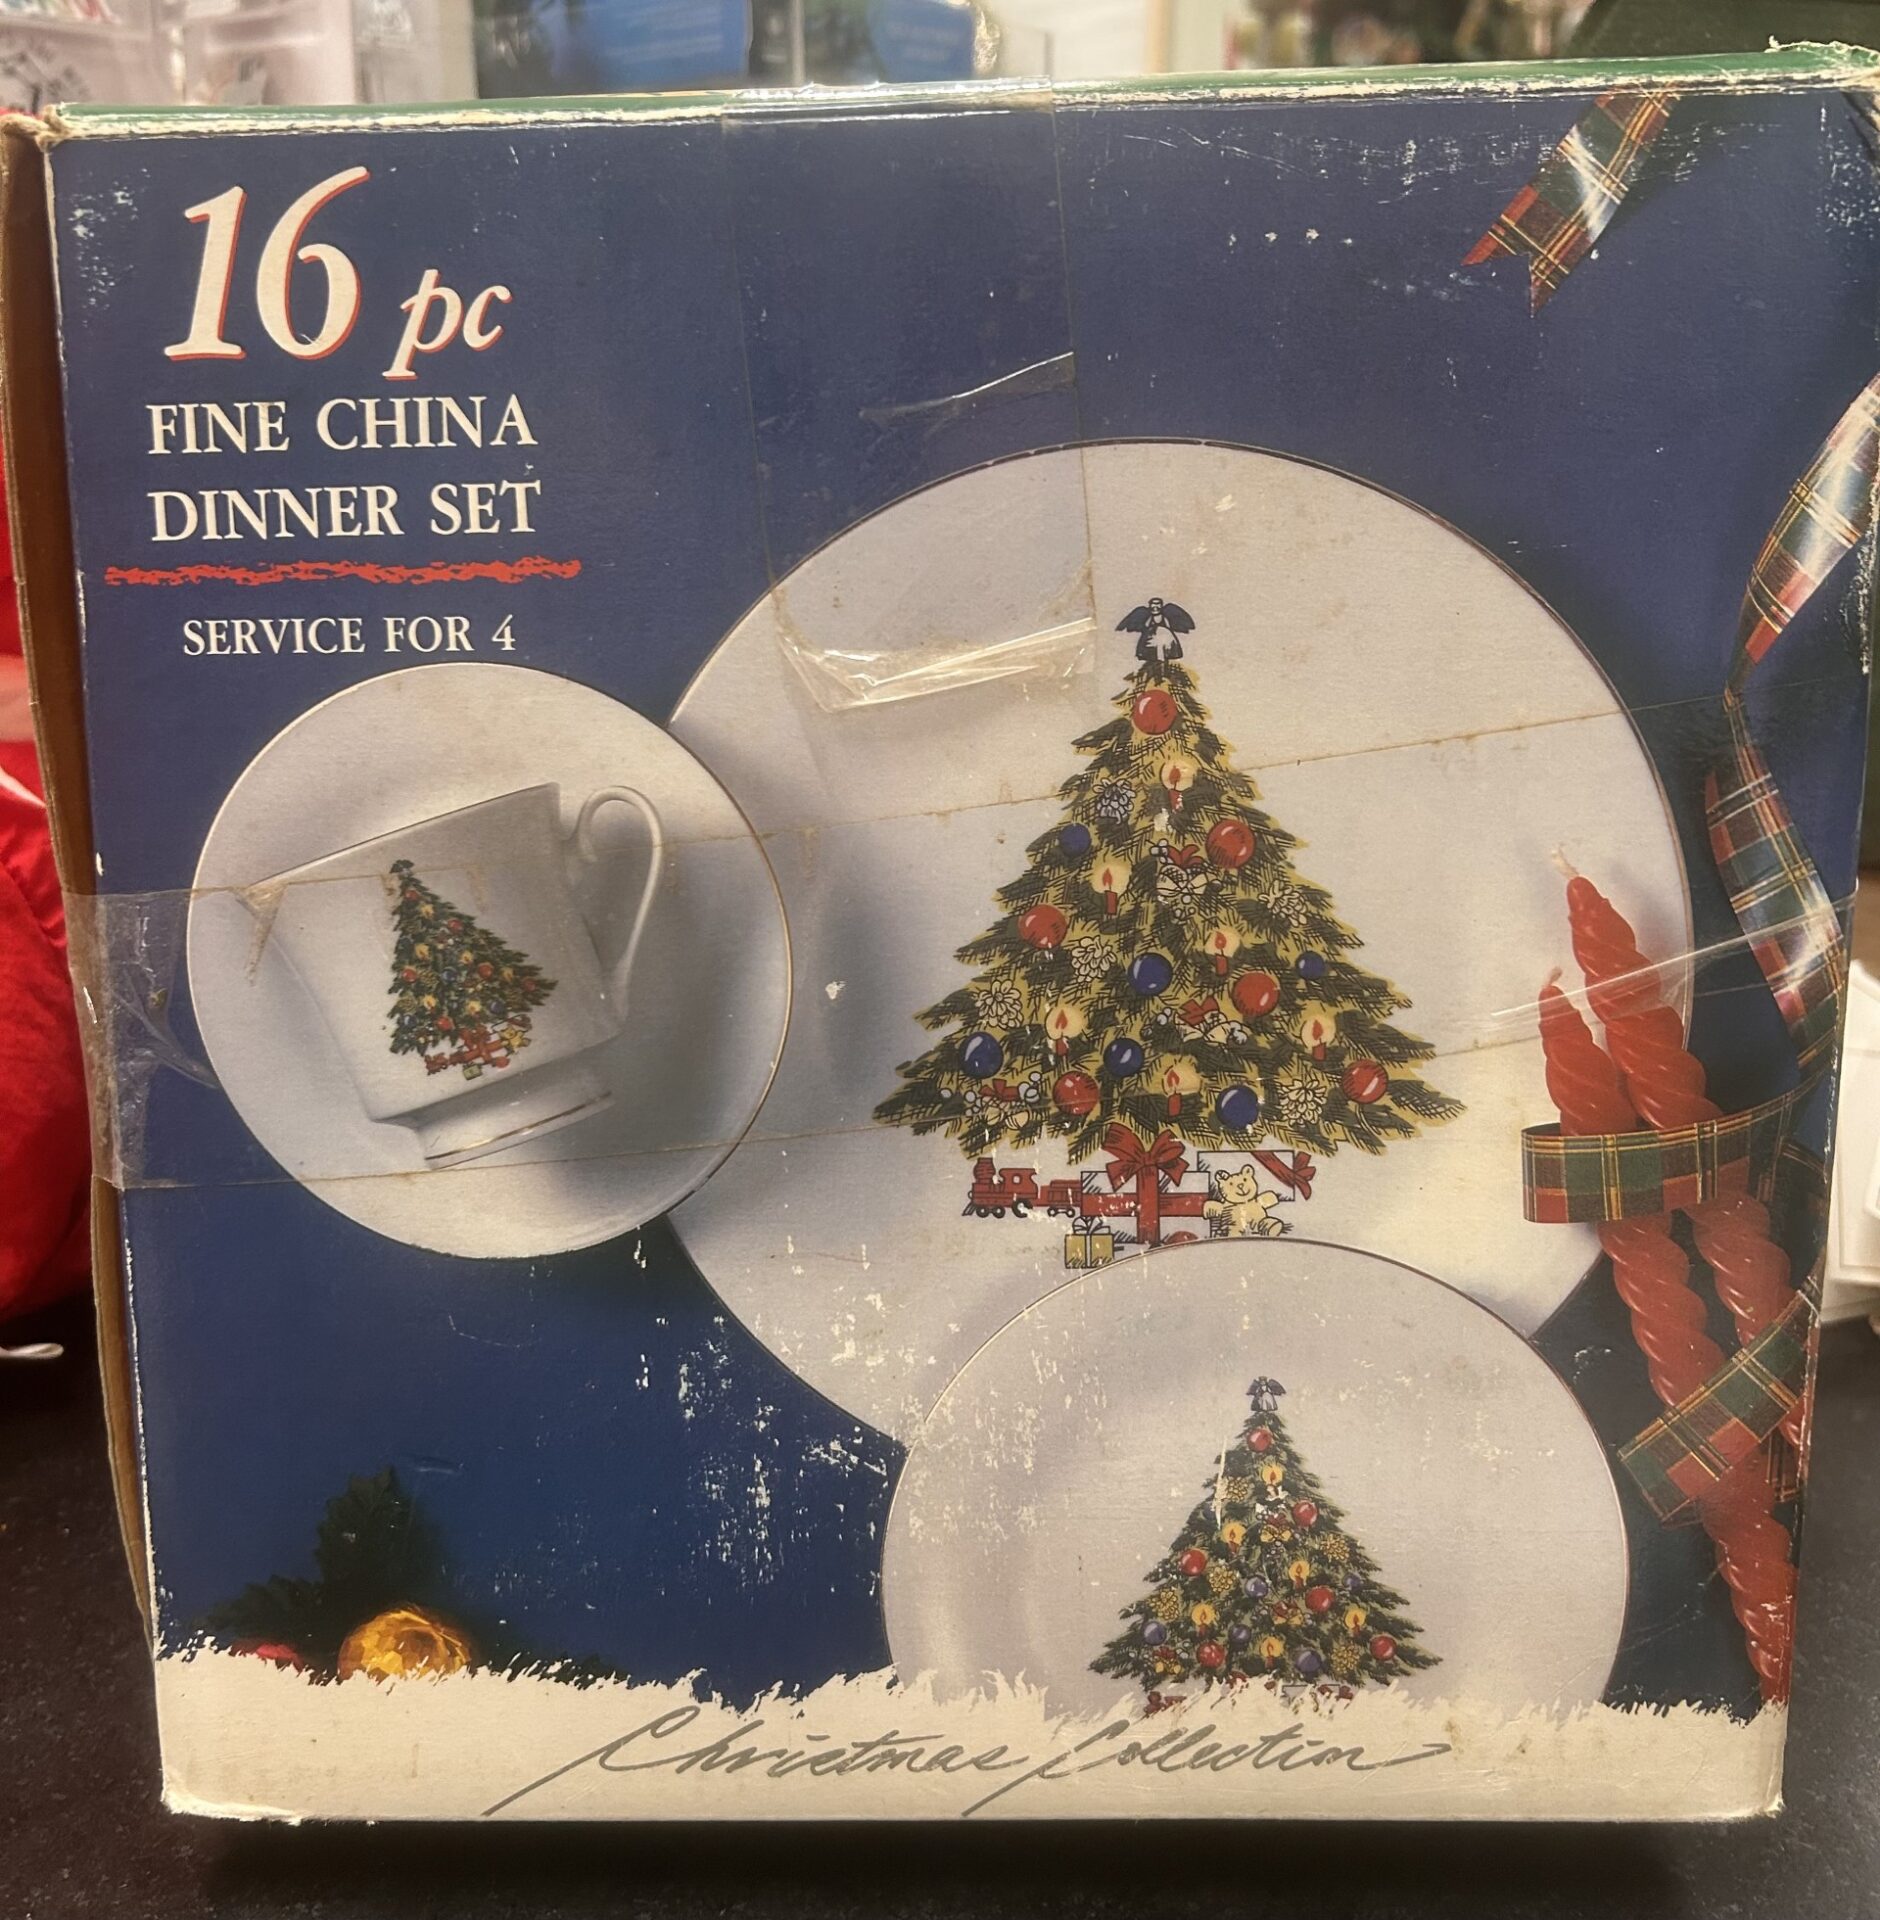 16 pc
FINE CHINA
DINNER SET
SERVICE FOR 4
Christmas Collection